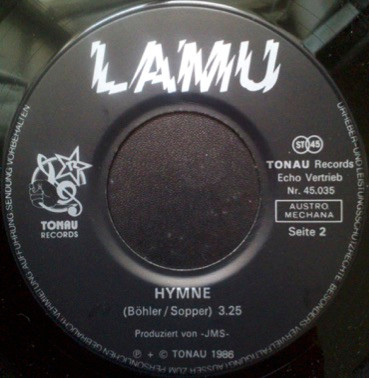 LAMU
ST 45
TONAU Records
Echo Vertrieb
Nr. 45.035
AUSTRO
MECHANA
Seite 2
TONAU
RECORDS
HYMNE
(Böhler/Sopper) 3.25
Produziert von -JMS-
℗ + © TONAU 1986